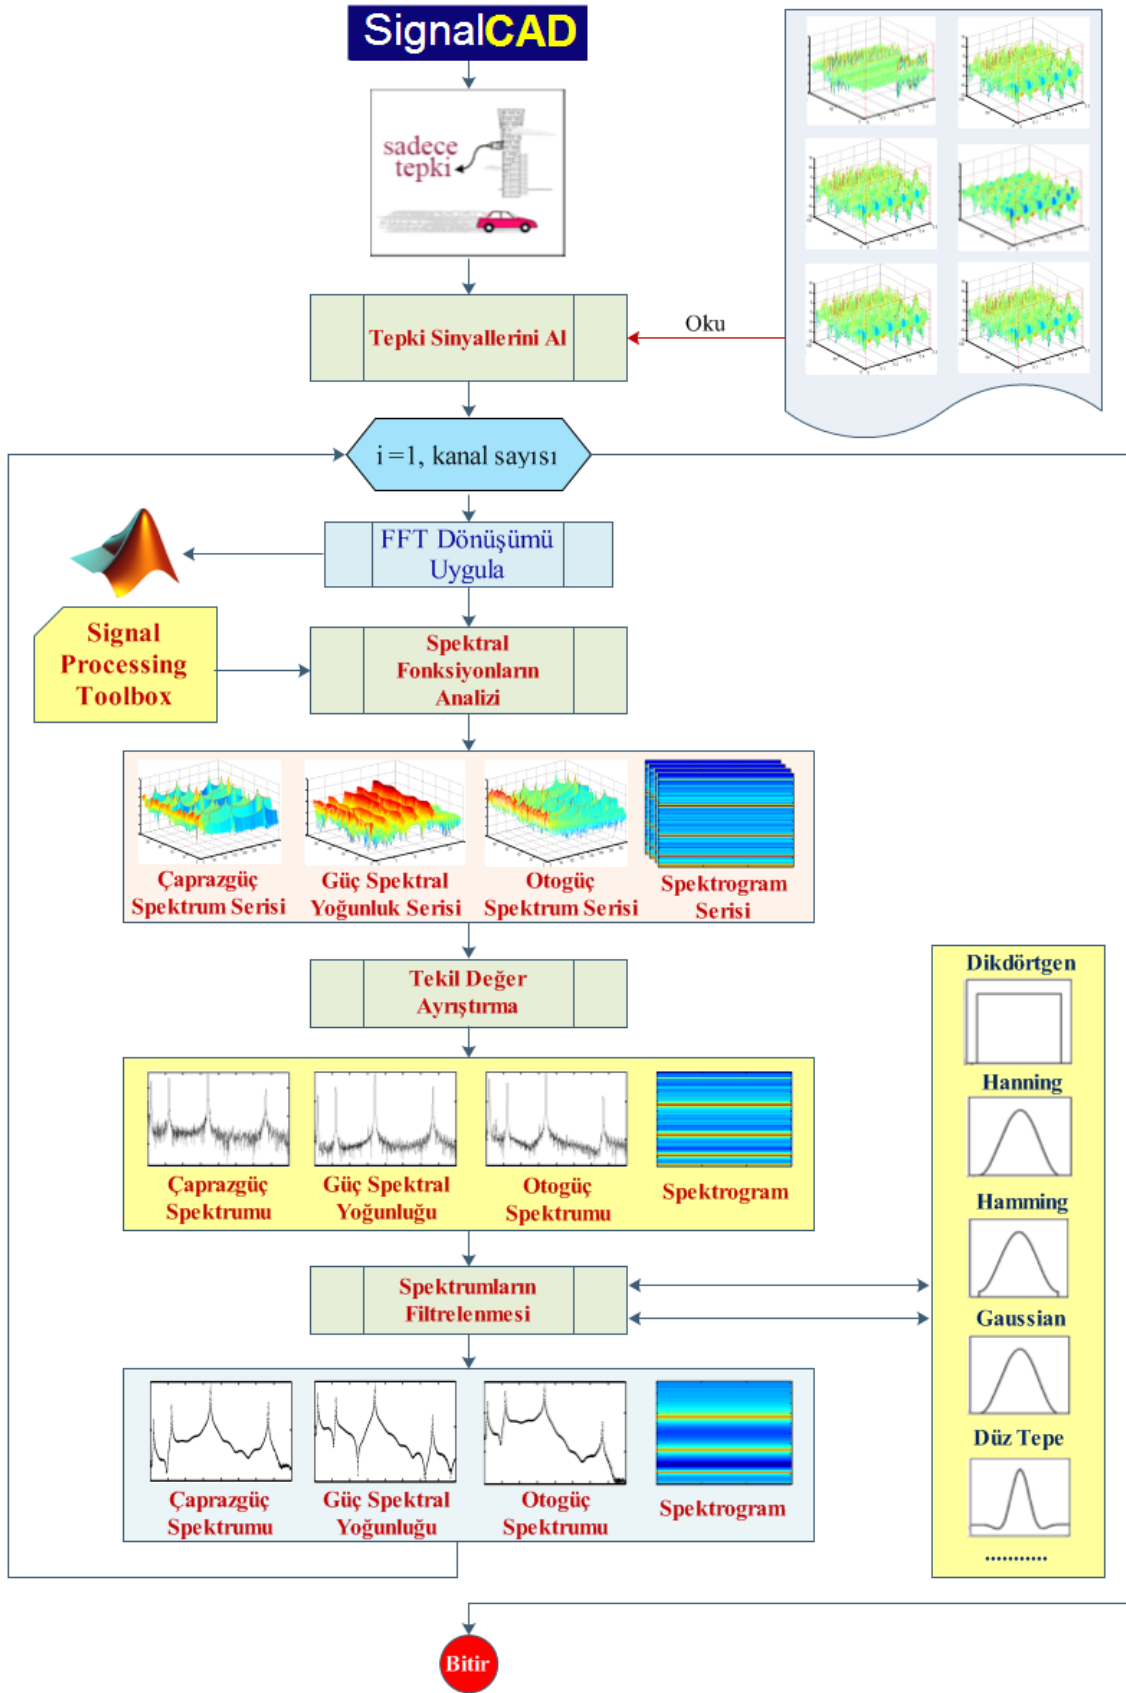 SignalCAD
sadece
tepki
Tepki Sinyallerini Al
Oku
i =1, kanal sayısı
FFT Dönüşümü
Uygula
Signal
Processing
Toolbox
Spektral
Fonksiyonların
Analizi
Çaprazgüç
Spektrum Serisi
Güç Spektral
Yoğunluk Serisi
Otogüç
Spektrum Serisi
Spektrogram
Serisi
Tekil Değer
Ayrıştırma
Çaprazgüç
Spektrumu
Güç Spektral
Yoğunluğu
Otogüç
Spektrumu
Spektrogram
Spektrumların
Filtrelenmesi
Dikdörtgen
Hanning
Hamming
Gaussian
Düz Tepe
...........
Çaprazgüç
Spektrumu
Güç Spektral
Yoğunluğu
Otogüç
Spektrumu
Spektrogram
Bitir